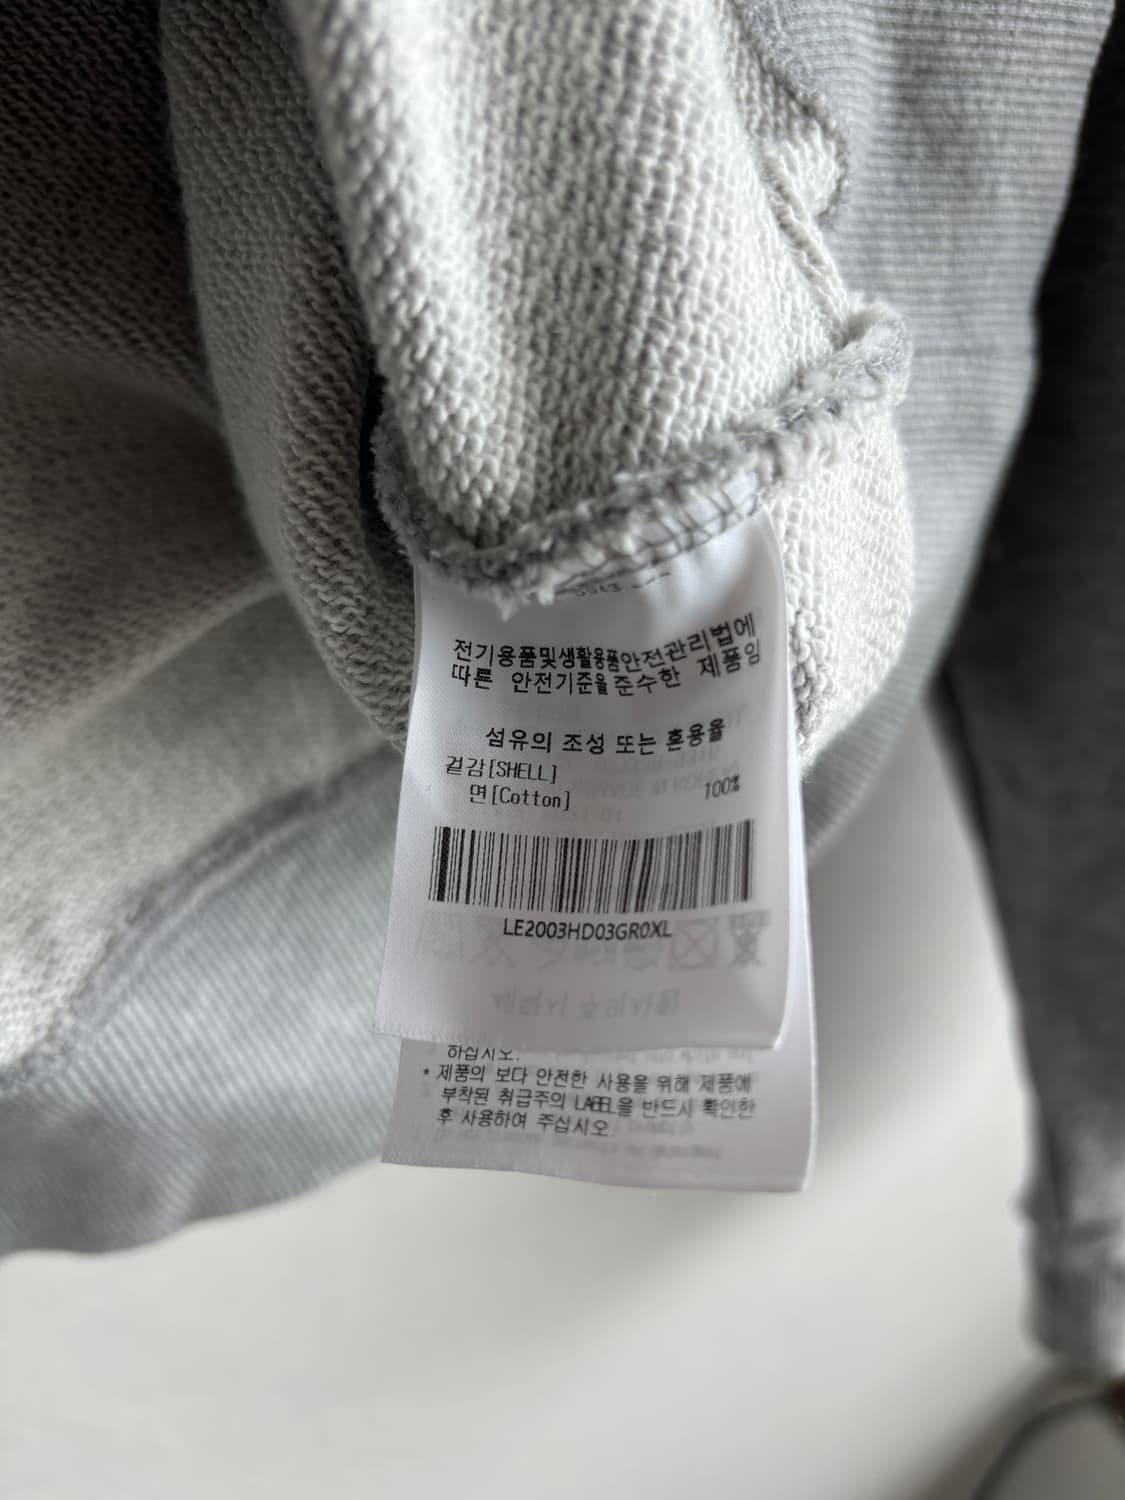 전기용품및생활용품안전관리법에
따른 안전기준을준수한 제품임
섬유의 조성 또는 혼용율
겉감[SHELL]
면[Cotton] 100%
LE2003HD03GR0XL
하십시오.
* 제품의 보다 안전한 사용을 위해 제품에
부착된 취급주의 LABEL을 반드시 확인한
후 사용하여 주십시오.